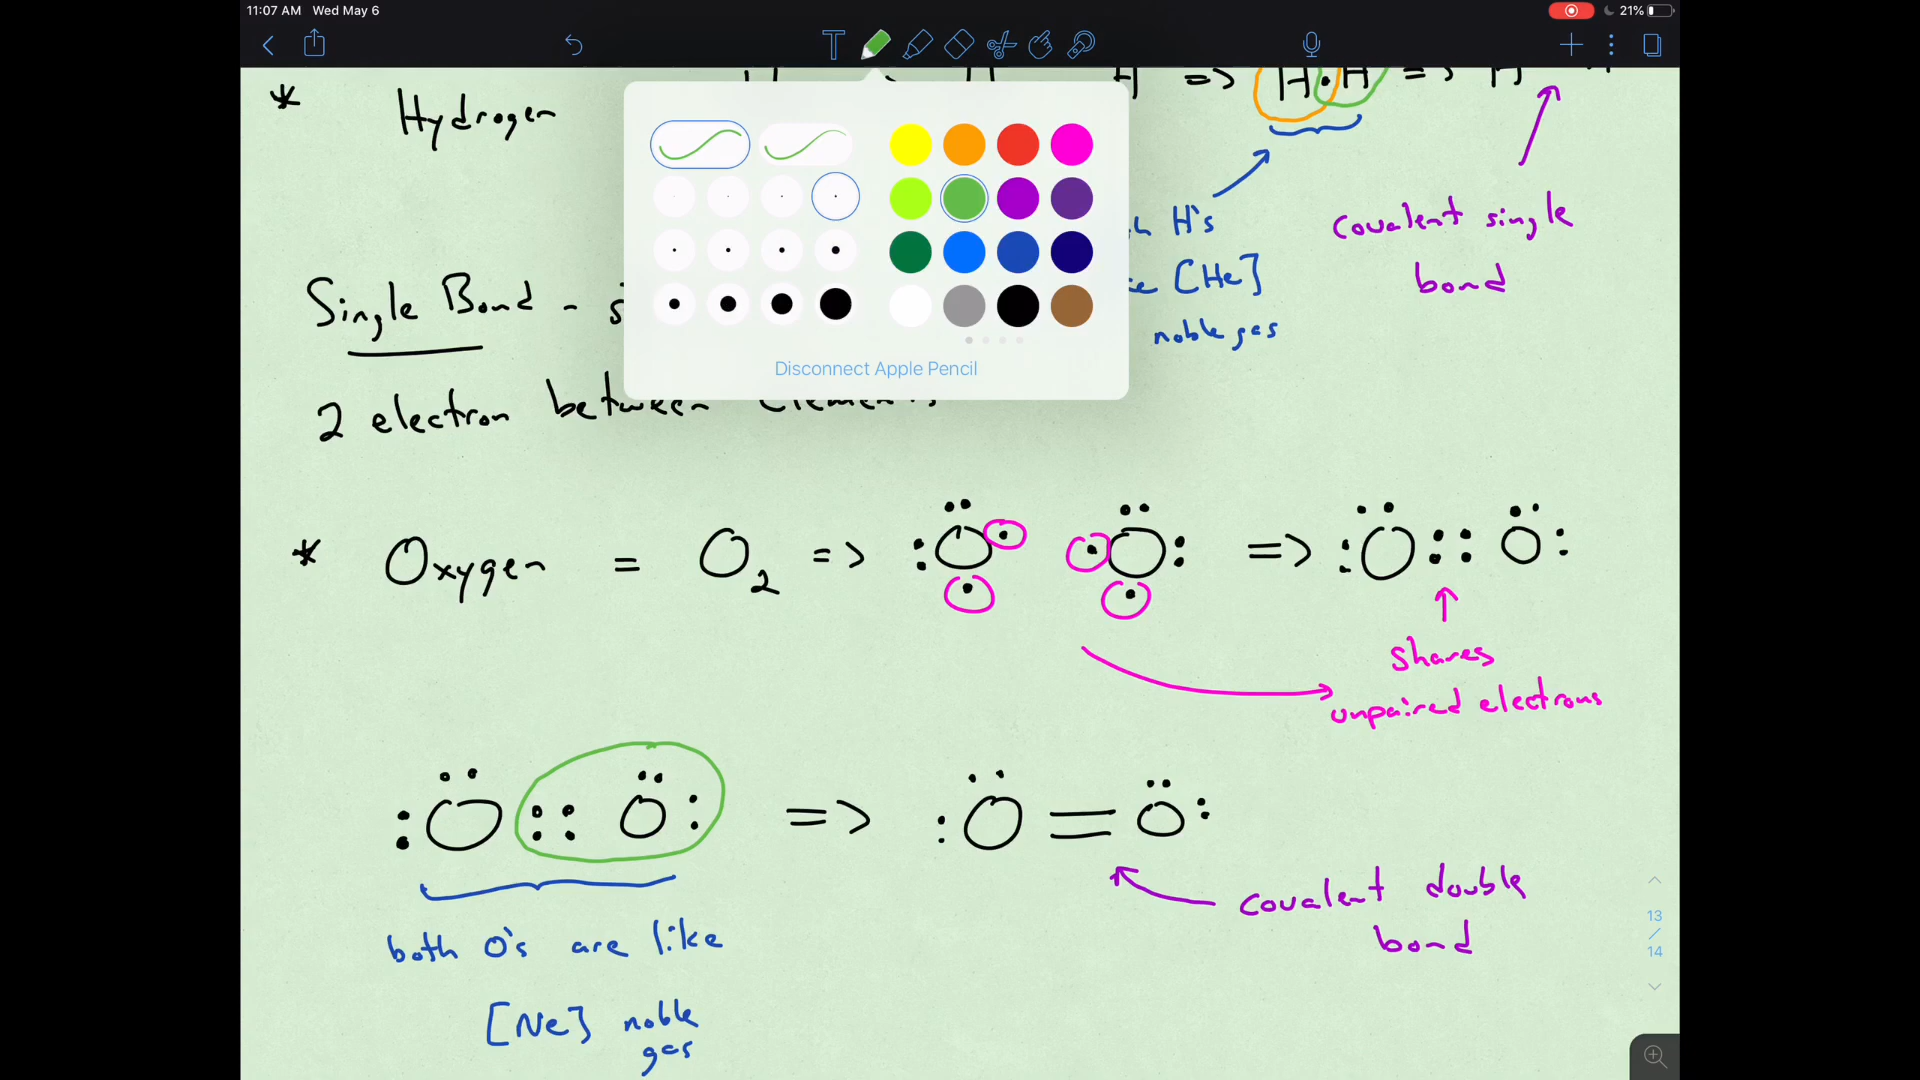 11:07 AM Wed May 6
21%
T
* Hydrogen
H => H·H => H
H's
[He]
noble gas
covalent single
bond
Single Bond -
2 electron between
Disconnect Apple Pencil
* Oxygen = O2 => O O => O O
shares
unpaired electrons
O O => O = O
covalent double
bond
both O's are like
[Ne] noble
gas
13
/
14